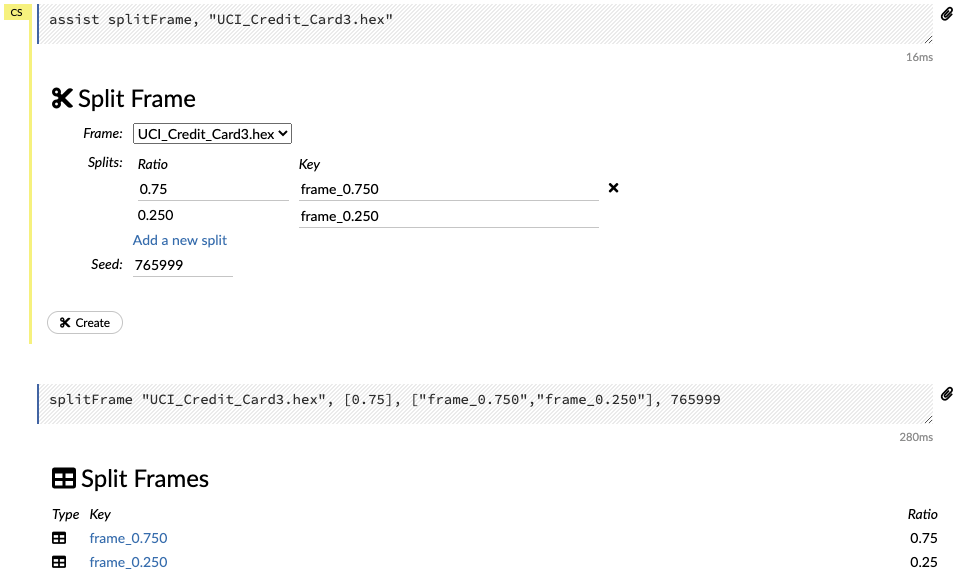 CS
assist splitFrame, "UCI_Credit_Card3.hex"
16ms
Split Frame
Frame: UCI_Credit_Card3.hex
Splits: Ratio Key
0.75 frame_0.750
0.250 frame_0.250
Add a new split
Seed: 765999
Create
splitFrame "UCI_Credit_Card3.hex", [0.75], ["frame_0.750","frame_0.250"], 765999
280ms
Split Frames
Type Key Ratio
frame_0.750 0.75
frame_0.250 0.25